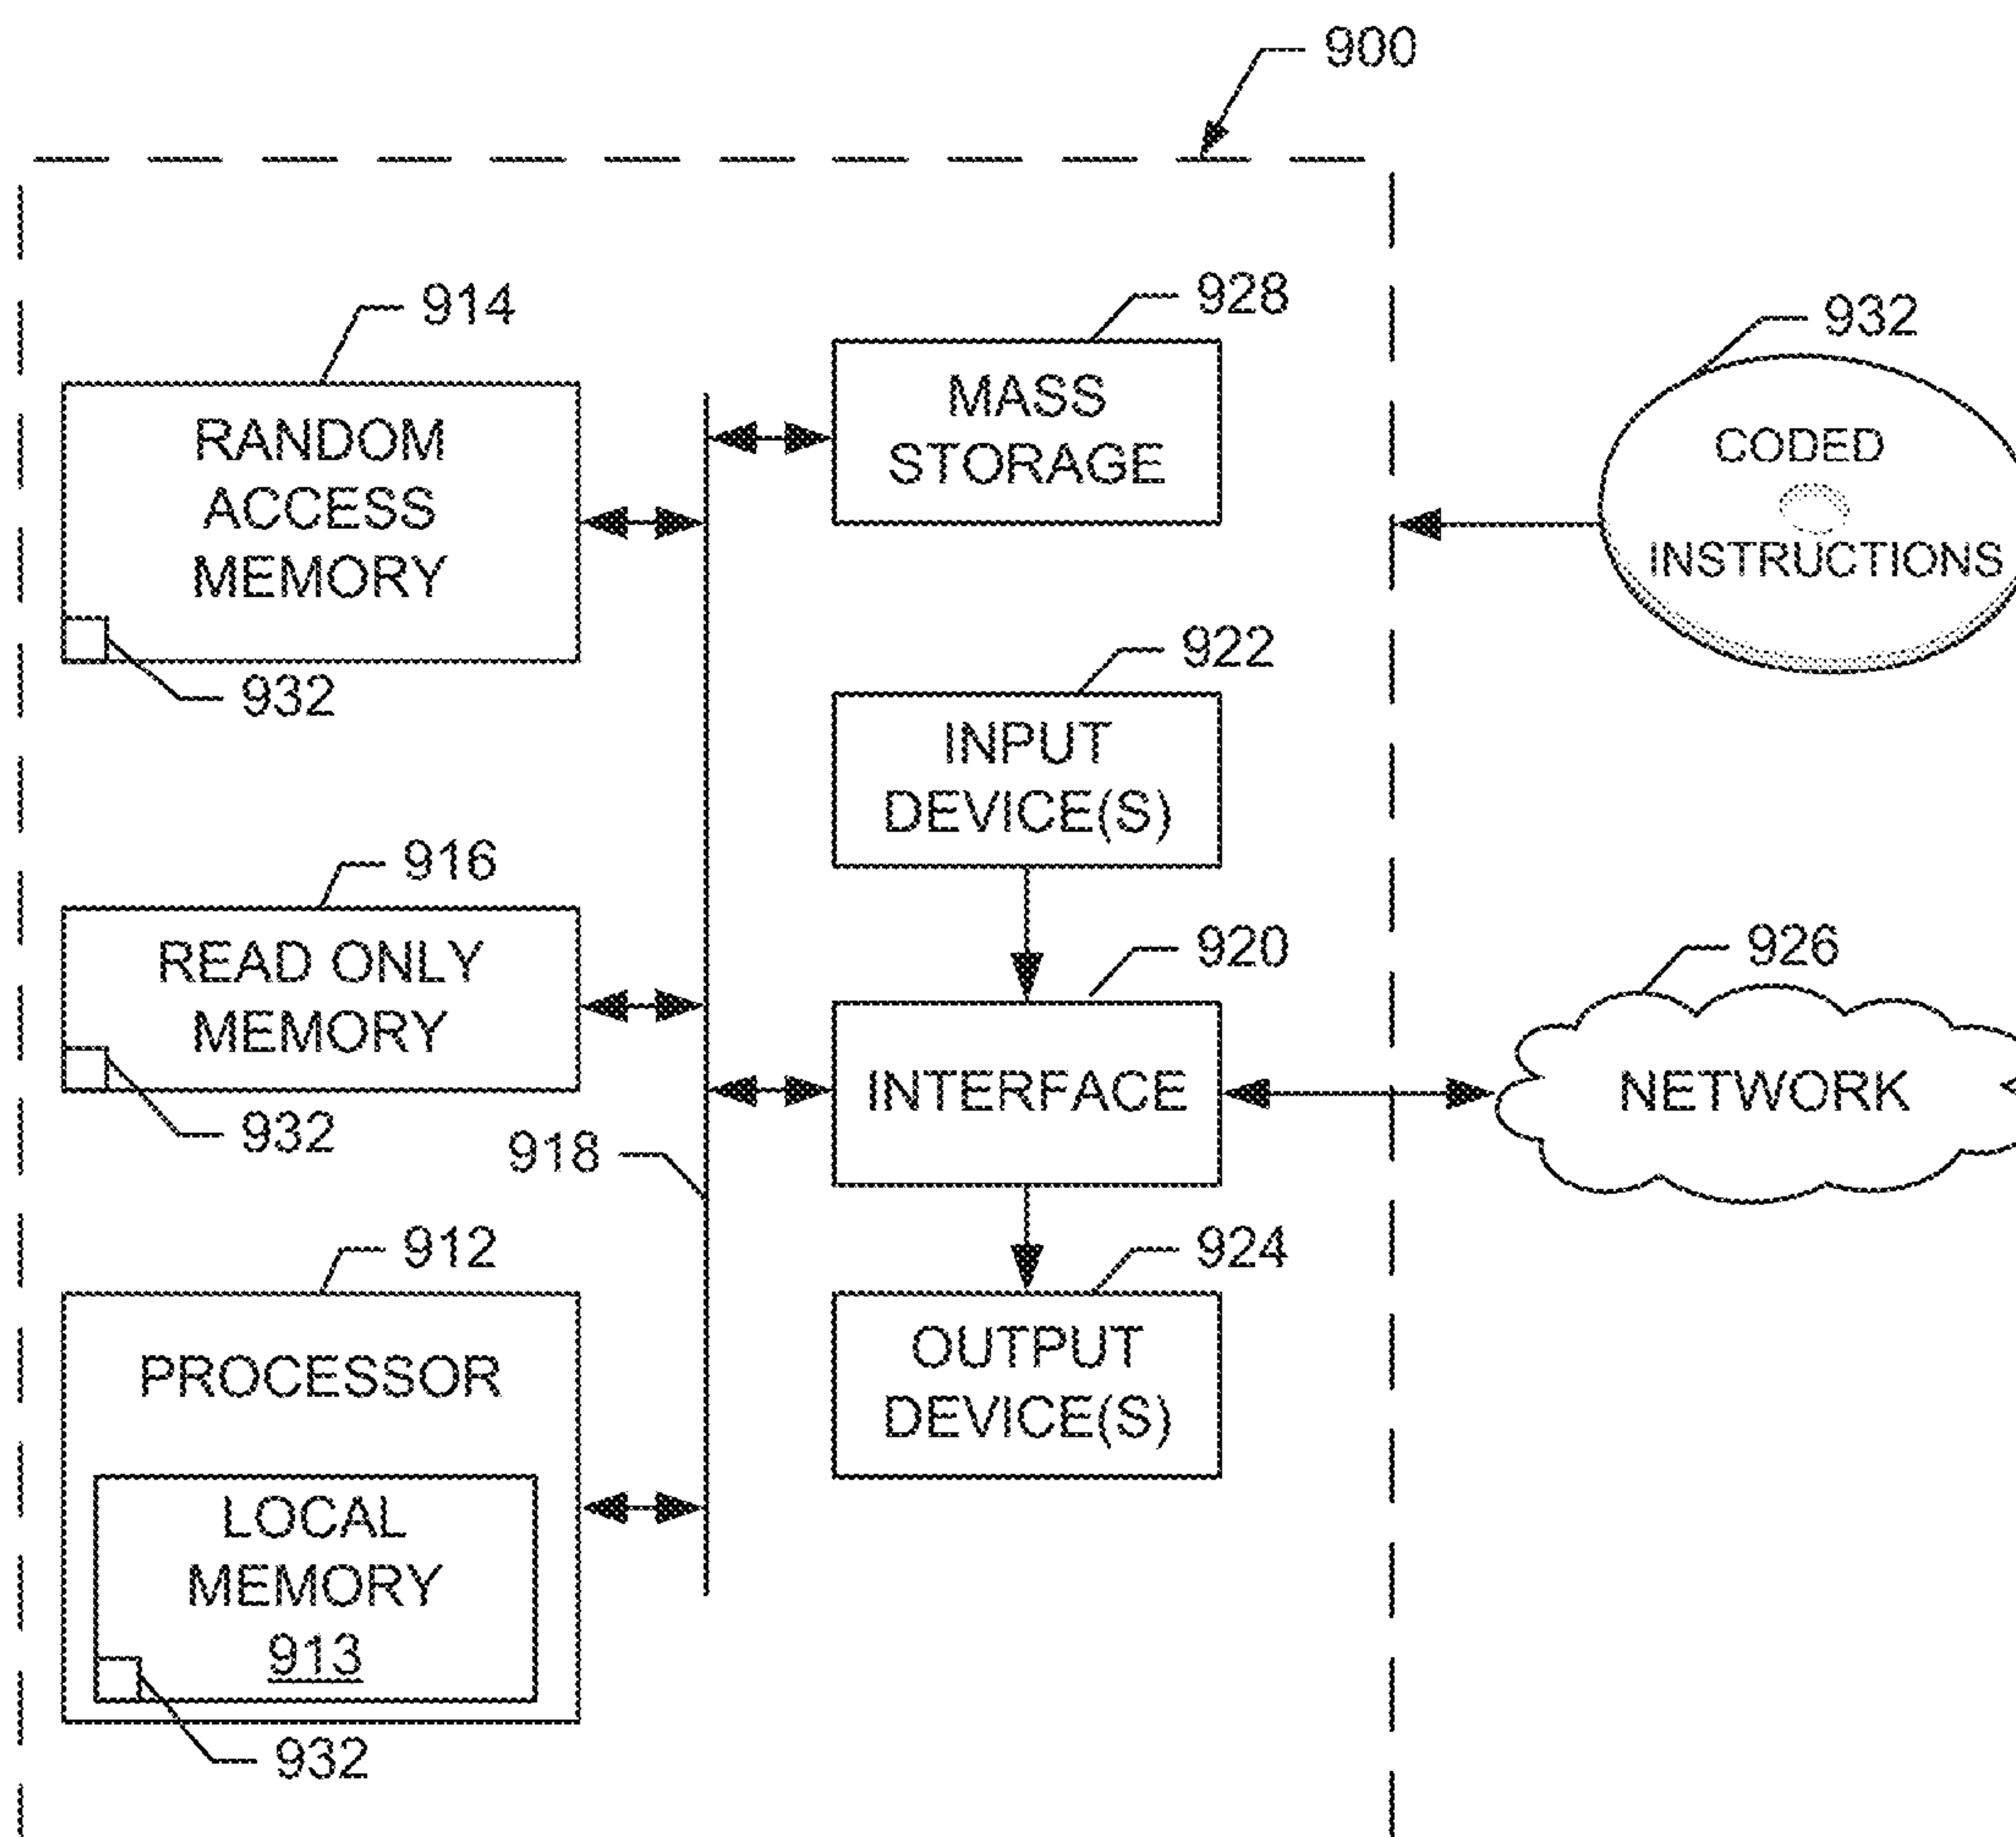 900
914
RANDOM
ACCESS
MEMORY
932
928
MASS
STORAGE
932
CODED
INSTRUCTIONS
922
INPUT
DEVICE(S)
916
READ ONLY
MEMORY
932
918
920
INTERFACE
926
NETWORK
912
PROCESSOR
LOCAL
MEMORY
913
932
924
OUTPUT
DEVICE(S)